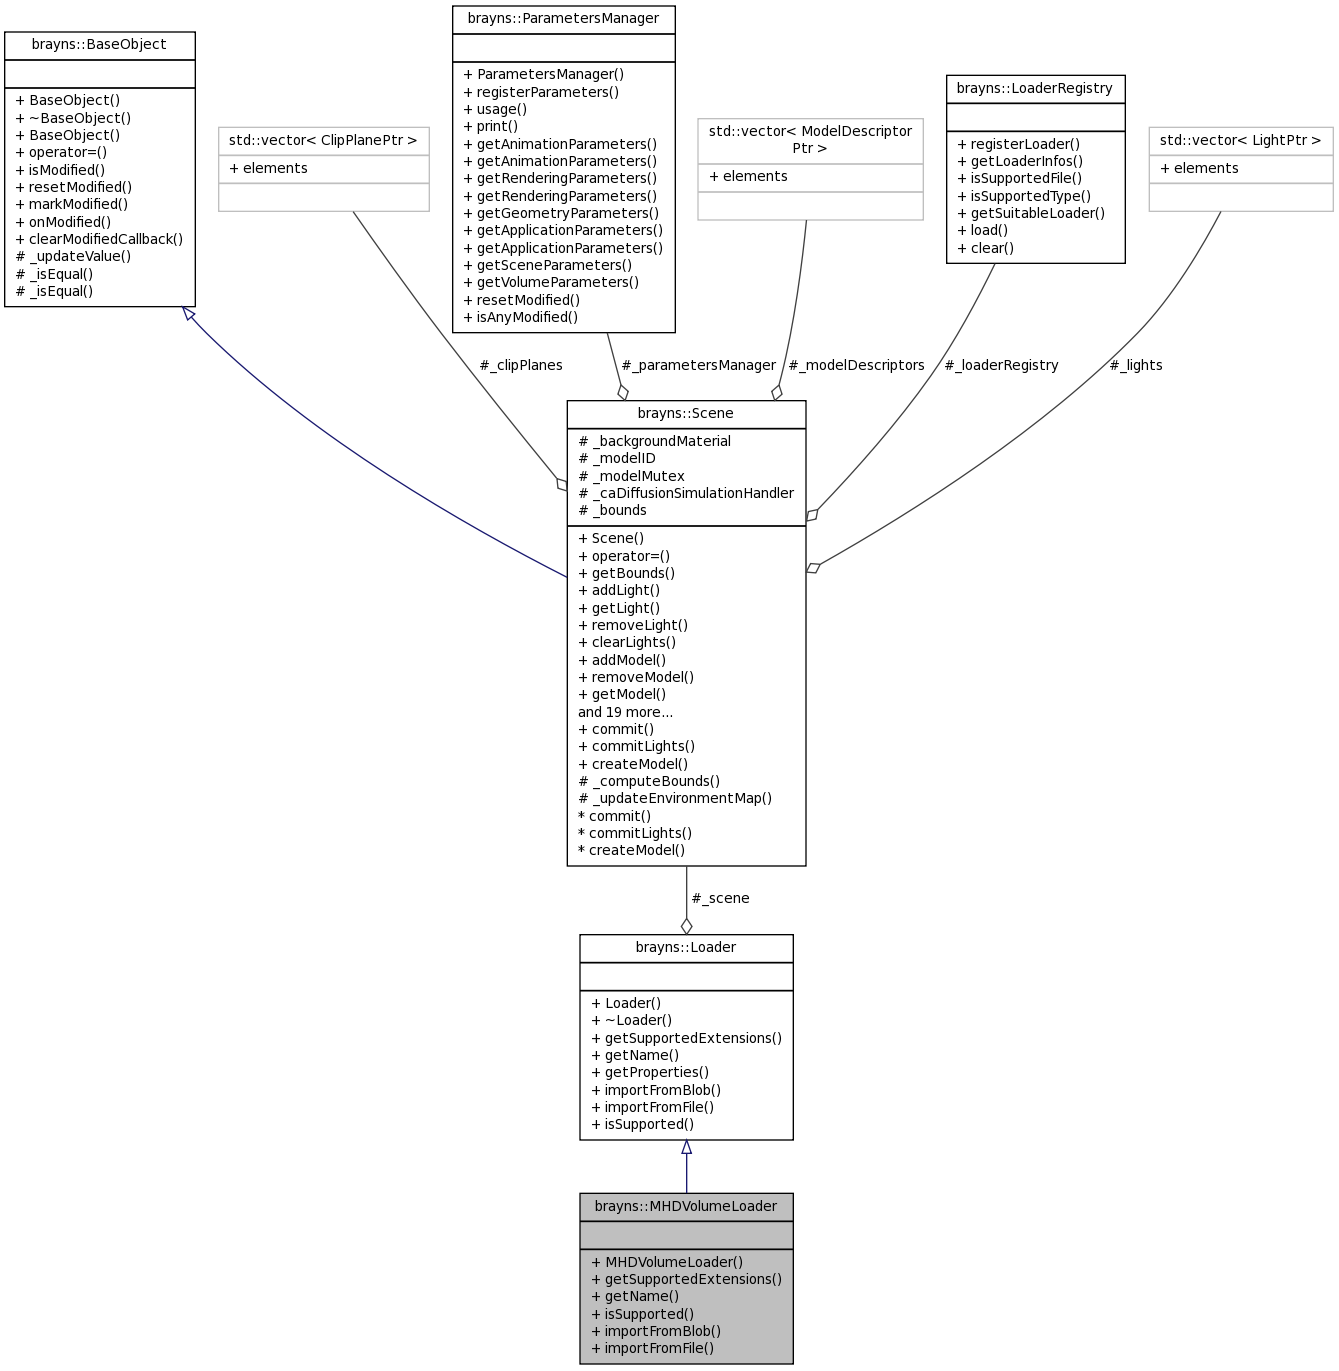 brayns::BaseObject
+ BaseObject()
+ ~BaseObject()
+ BaseObject()
+ operator=()
+ isModified()
+ resetModified()
+ markModified()
+ onModified()
+ clearModifiedCallback()
# _updateValue()
# _isEqual()
# _isEqual()
std::vector< ClipPlanePtr >
+ elements
brayns::ParametersManager
+ ParametersManager()
+ registerParameters()
+ usage()
+ print()
+ getAnimationParameters()
+ getAnimationParameters()
+ getRenderingParameters()
+ getRenderingParameters()
+ getGeometryParameters()
+ getApplicationParameters()
+ getApplicationParameters()
+ getSceneParameters()
+ getVolumeParameters()
+ resetModified()
+ isAnyModified()
std::vector< ModelDescriptor
Ptr >
+ elements
brayns::LoaderRegistry
+ registerLoader()
+ getLoaderInfos()
+ isSupportedFile()
+ isSupportedType()
+ getSuitableLoader()
+ load()
+ clear()
std::vector< LightPtr >
+ elements
#_clipPlanes
#_parametersManager
#_modelDescriptors
#_loaderRegistry
#_lights
brayns::Scene
# _backgroundMaterial
# _modelID
# _modelMutex
# _caDiffusionSimulationHandler
# _bounds
+ Scene()
+ operator=()
+ getBounds()
+ addLight()
+ getLight()
+ removeLight()
+ clearLights()
+ addModel()
+ removeModel()
+ getModel()
and 19 more...
+ commit()
+ commitLights()
+ createModel()
# _computeBounds()
# _updateEnvironmentMap()
* commit()
* commitLights()
* createModel()
#_scene
brayns::Loader
+ Loader()
+ ~Loader()
+ getSupportedExtensions()
+ getName()
+ getProperties()
+ importFromBlob()
+ importFromFile()
+ isSupported()
brayns::MHDVolumeLoader
+ MHDVolumeLoader()
+ getSupportedExtensions()
+ getName()
+ isSupported()
+ importFromBlob()
+ importFromFile()